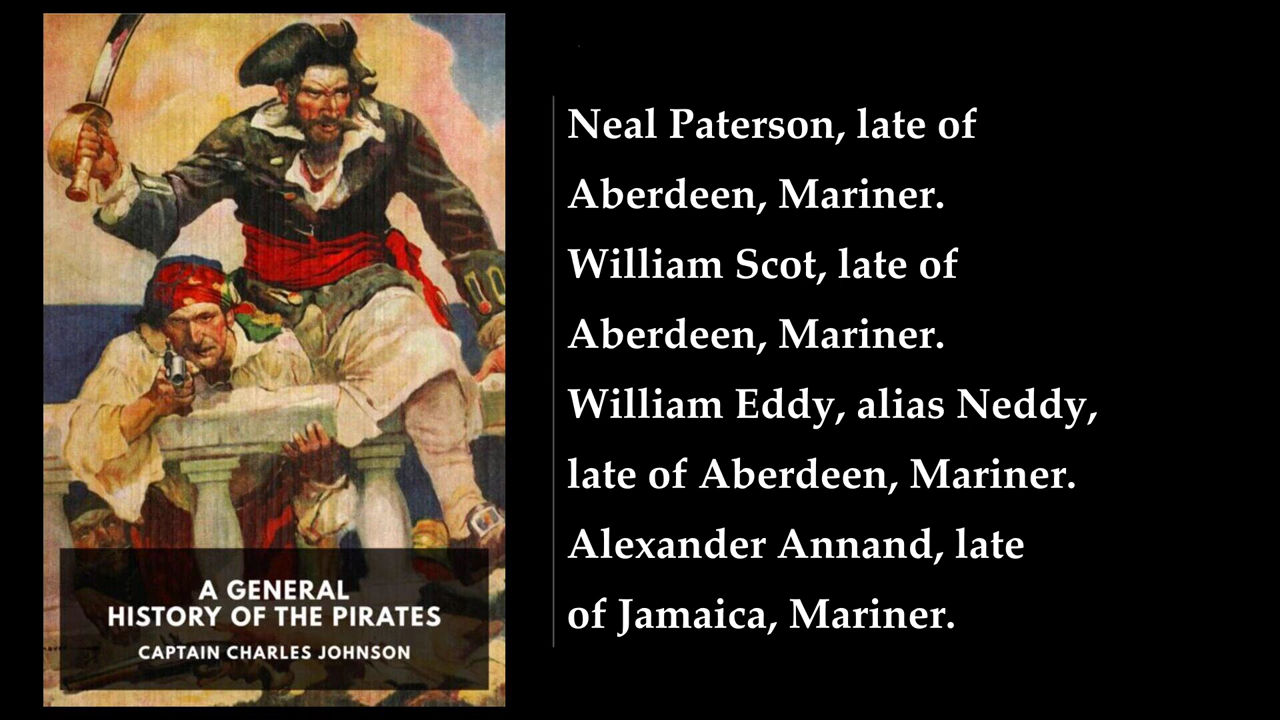 A GENERAL
HISTORY OF THE PIRATES
CAPTAIN CHARLES JOHNSON
Neal Paterson, late of
Aberdeen, Mariner.
William Scot, late of
Aberdeen, Mariner.
William Eddy, alias Neddy,
late of Aberdeen, Mariner.
Alexander Annand, late
of Jamaica, Mariner.